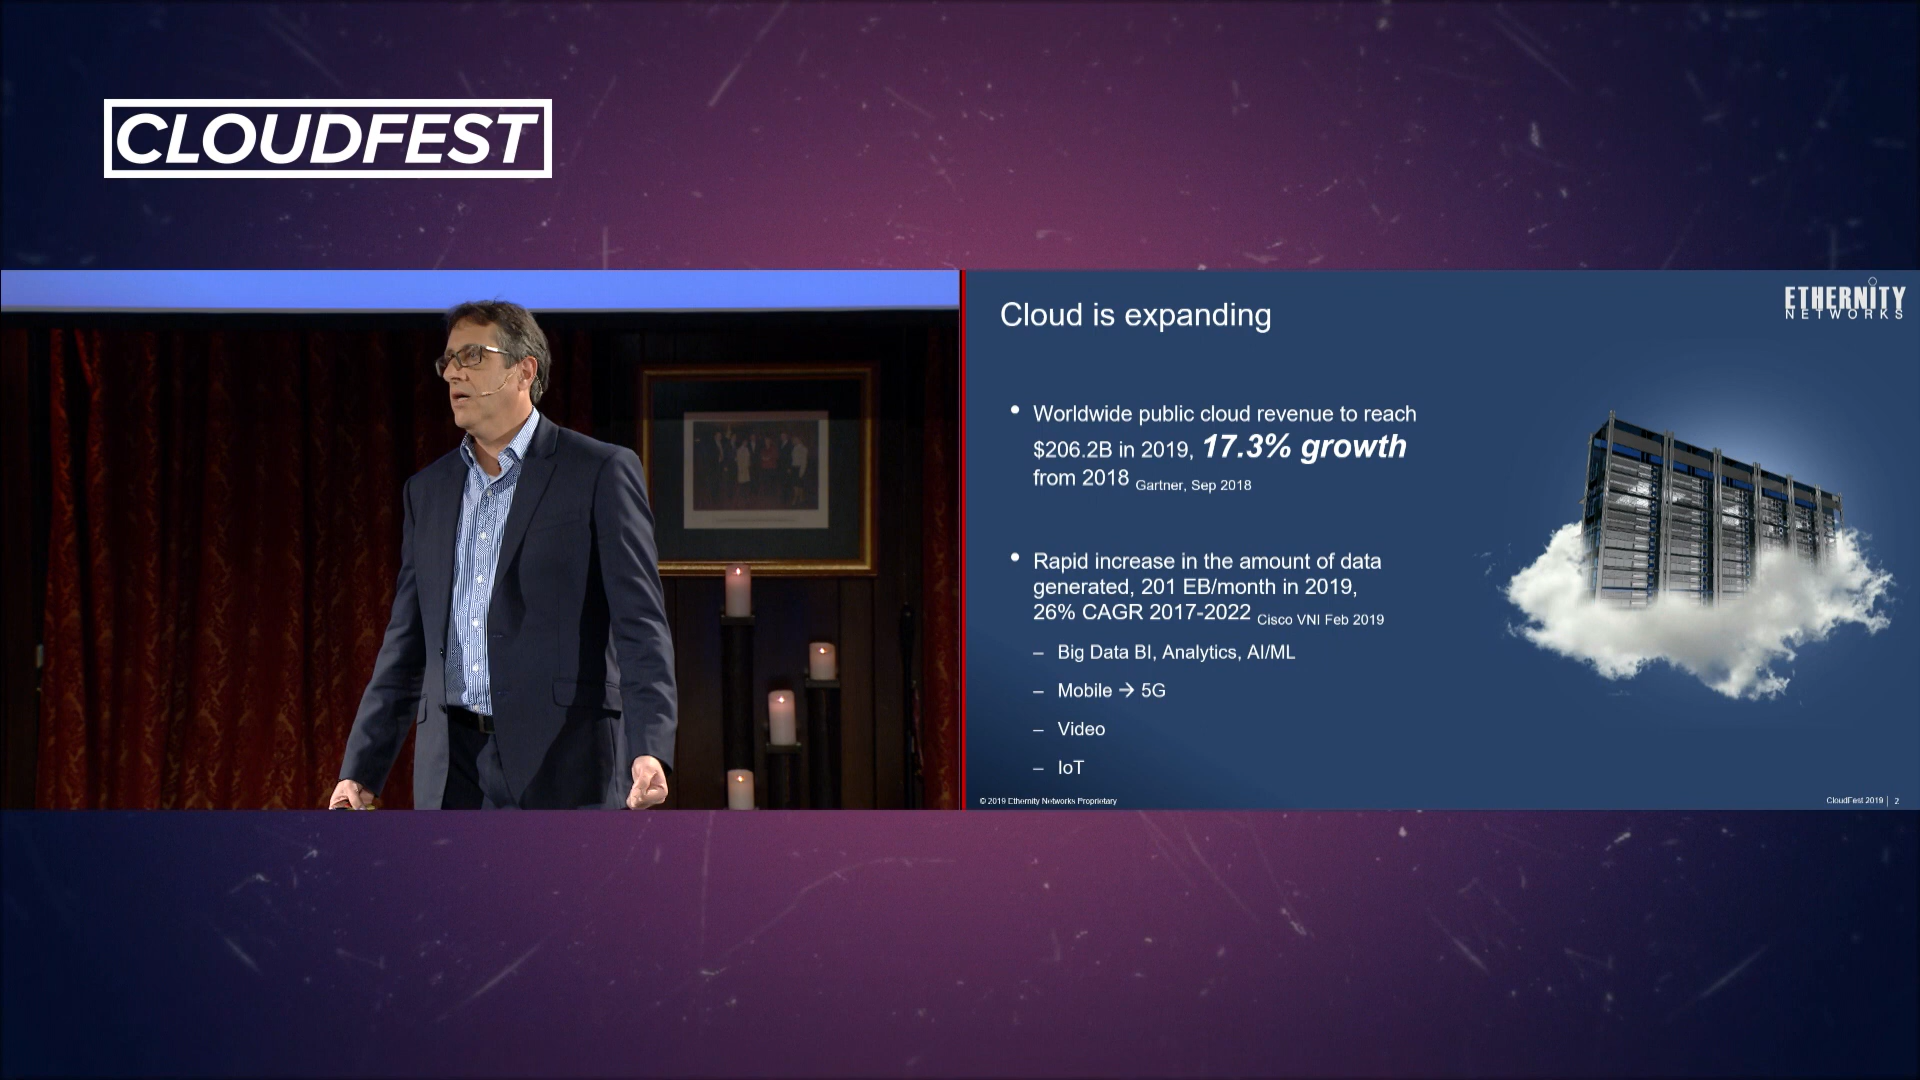 CLOUDFEST
ETHERNITY
NETWORKS
Cloud is expanding
• Worldwide public cloud revenue to reach
$206.2B in 2019, 17.3% growth
from 2018 Gartner, Sep 2018
• Rapid increase in the amount of data
generated, 201 EB/month in 2019,
26% CAGR 2017-2022 Cisco VNI Feb 2019
– Big Data BI, Analytics, AI/ML
– Mobile → 5G
– Video
– IoT
© 2019 Ethernity Networks Proprietary
CloudFest 2019 | 2